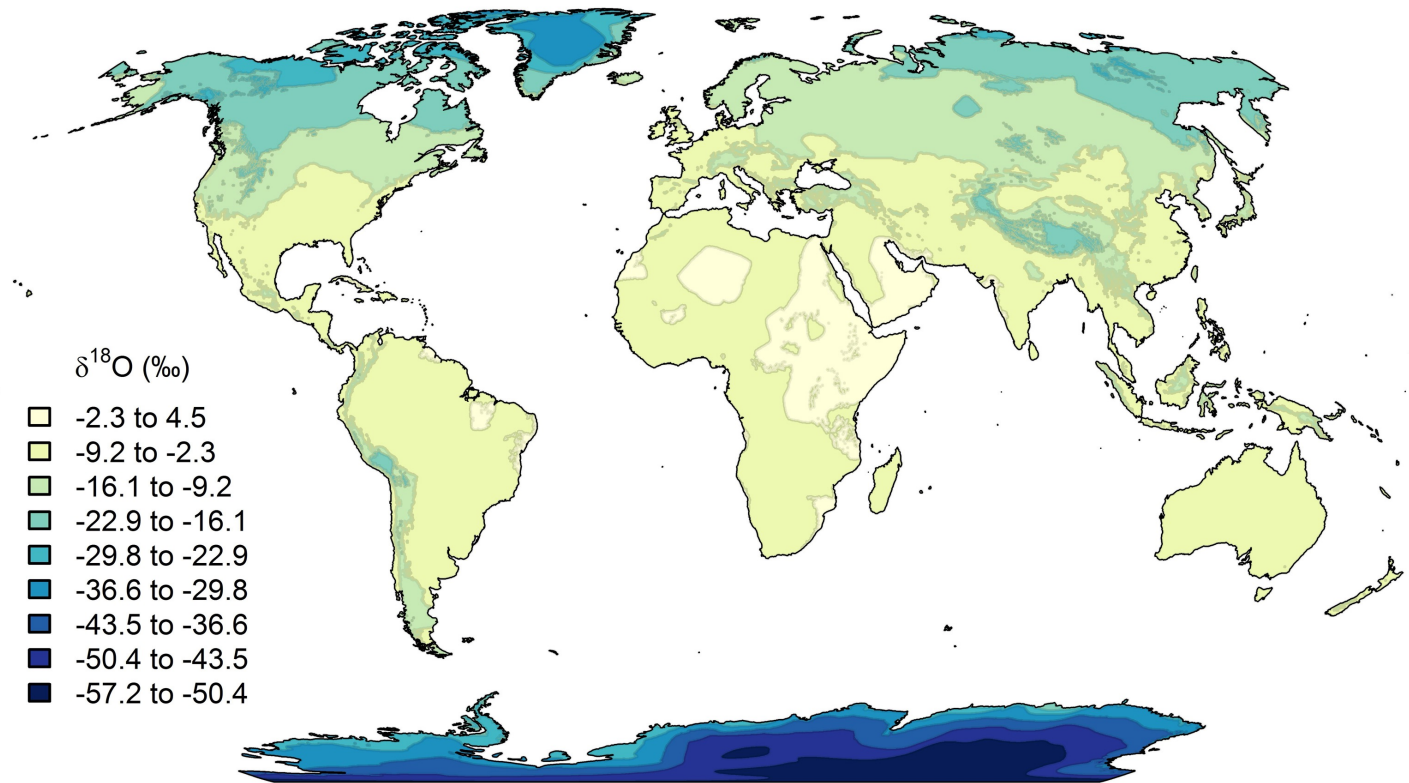 δ18O (‰)
-2.3 to 4.5
-9.2 to -2.3
-16.1 to -9.2
-22.9 to -16.1
-29.8 to -22.9
-36.6 to -29.8
-43.5 to -36.6
-50.4 to -43.5
-57.2 to -50.4